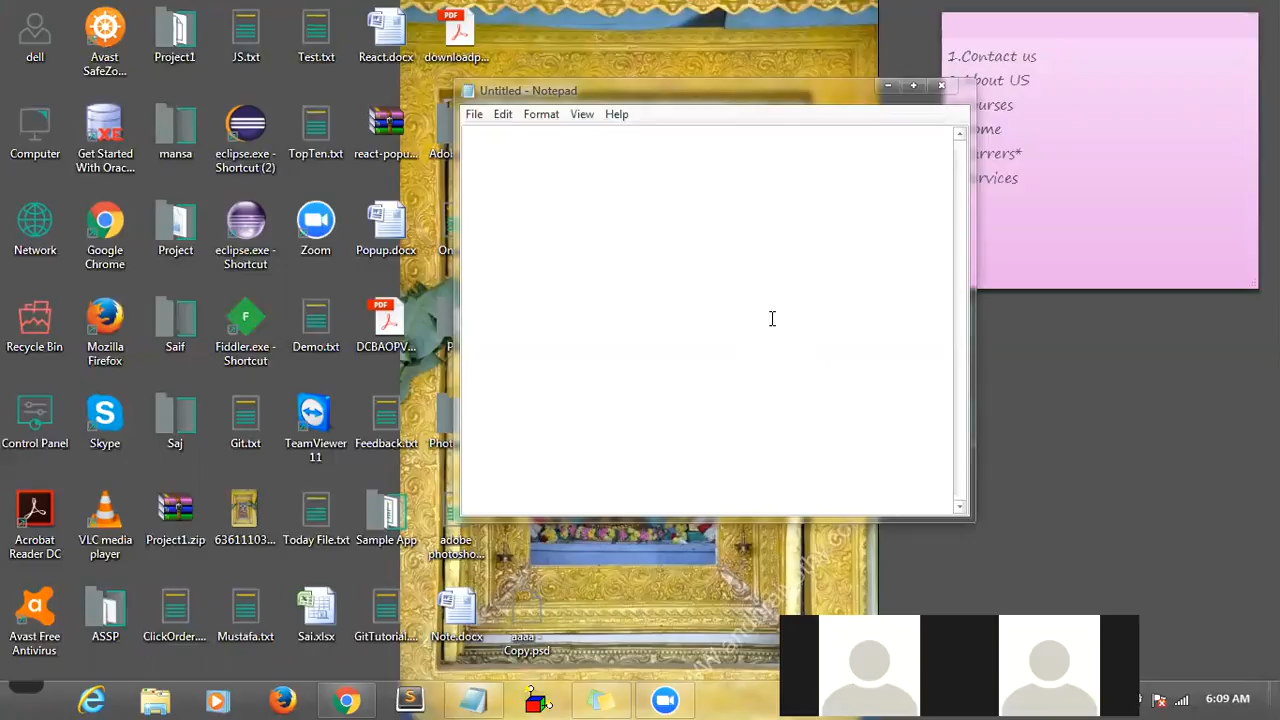 dell
Avast SafeZo...
Project1
JS.txt
Test.txt
React.docx
PDF
downloadp...
Computer
XE
Get Started With Orac...
mansa
eclipse.exe - Shortcut (2)
TopTen.txt
react-popu...
Network
Google Chrome
Project
eclipse.exe - Shortcut
Zoom
Popup.docx
Recycle Bin
Mozilla Firefox
Saif
F
Fiddler.exe - Shortcut
Demo.txt
PDF
DCBAOPV...
Control Panel
Skype
Saj
Git.txt
TeamViewer 11
Feedback.txt
Acrobat Reader DC
VLC media player
Project1.zip
63611103...
Today File.txt
Sample App
adobe photosho...
Avast Free Antivirus
ASSP
ClickOrder....
Mustafa.txt
Sai.xlsx
GitTutorial....
Note.docx
aaaa - Copy.psd
Untitled - Notepad
File Edit Format View Help
1.Contact us
About US
ourses
ome
rrers*
rvices
6:09 AM